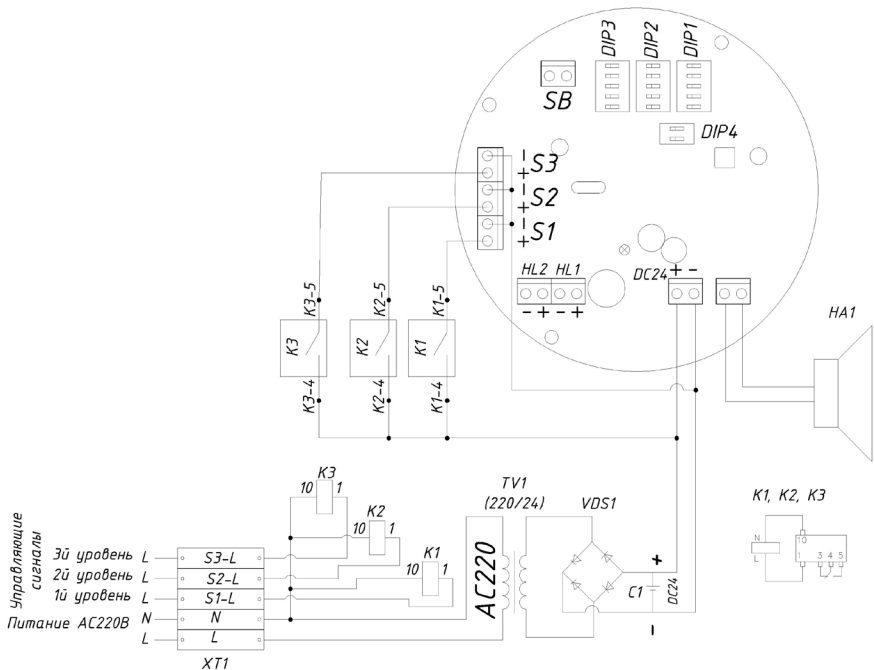 DIP3
DIP2
DIP1
SB
DIP4
- S3
+
- S2
+
- S1
+
HL2 HL1
- + - +
DC24 + -
HA1
K3-5
K2-5
K1-5
K3
K2
K1
K3-4
K2-4
K1-4
K3
10 1
K2
10 1
K1
10 1
TV1
(220/24)
VDS1
AC220
+
C1
DC24
-
K1, K2, K3
N
L
10
1 3 4 5
Управляющие
сигналы
3й уровень L S3-L
2й уровень L S2-L
1й уровень L S1-L
Питание AC220В N N
L L
XT1